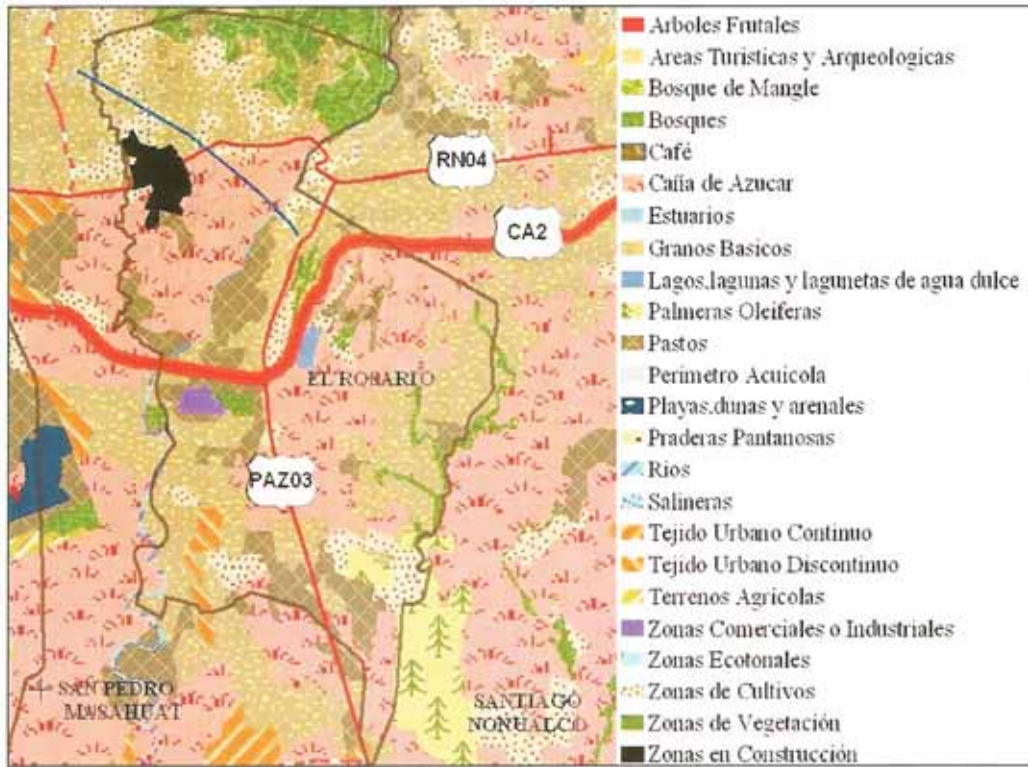 RN04
CA2
EL ROSARIO
PAZ03
SAN PEDRO
MASAHUAT
SANTIAGO
NONUALCO
Arboles Frutales
Areas Turisticas y Arqueologicas
Bosque de Mangle
Bosques
Café
Caña de Azucar
Estuarios
Granos Basicos
Lagos,lagunas y lagunetas de agua dulce
Palmeras Oleiferas
Pastos
Perimetro Acuicola
Playas,dunas y arenales
Praderas Pantanosas
Rios
Salineras
Tejido Urbano Continuo
Tejido Urbano Discontinuo
Terrenos Agricolas
Zonas Comerciales o Industriales
Zonas Ecotonales
Zonas de Cultivos
Zonas de Vegetación
Zonas en Construcción